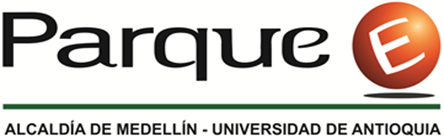 Parque E
ALCALDÍA DE MEDELLÍN - UNIVERSIDAD DE ANTIOQUIA